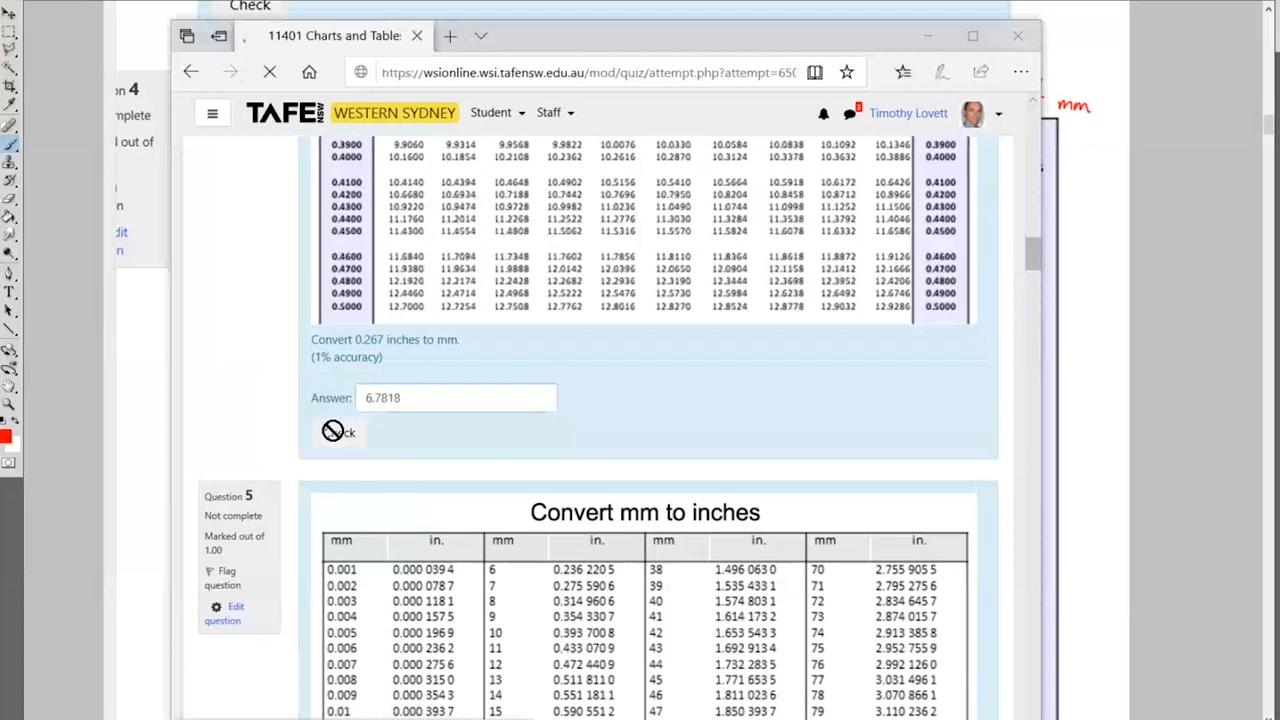 Check
11401 Charts and Table:
https://wsionline.wsi.tafensw.edu.au/mod/quiz/attempt.php?attempt=650
TAFE NSW WESTERN SYDNEY Student Staff 3 Timothy Lovett
on 4
mplete
out of
dit
n
mm
0.3900 9.9060 9.9314 9.9568 9.9822 10.0076 10.0330 10.0584 10.0838 10.1092 10.1346 0.3900
0.4000 10.1600 10.1854 10.2108 10.2362 10.2616 10.2870 10.3124 10.3378 10.3632 10.3886 0.4000
0.4100 10.4140 10.4394 10.4648 10.4902 10.5156 10.5410 10.5664 10.5918 10.6172 10.6426 0.4100
0.4200 10.6680 10.6934 10.7188 10.7442 10.7696 10.7950 10.8204 10.8458 10.8712 10.8966 0.4200
0.4300 10.9220 10.9474 10.9728 10.9982 11.0236 11.0490 11.0744 11.0998 11.1252 11.1506 0.4300
0.4400 11.1760 11.2014 11.2268 11.2522 11.2776 11.3030 11.3284 11.3538 11.3792 11.4046 0.4400
0.4500 11.4300 11.4554 11.4808 11.5062 11.5316 11.5570 11.5824 11.6078 11.6332 11.6586 0.4500
0.4600 11.6840 11.7094 11.7348 11.7602 11.7856 11.8110 11.8364 11.8618 11.8872 11.9126 0.4600
0.4700 11.9380 11.9634 11.9888 12.0142 12.0396 12.0650 12.0904 12.1158 12.1412 12.1666 0.4700
0.4800 12.1920 12.2174 12.2428 12.2682 12.2936 12.3190 12.3444 12.3698 12.3952 12.4206 0.4800
0.4900 12.4460 12.4714 12.4968 12.5222 12.5476 12.5730 12.5984 12.6238 12.6492 12.6746 0.4900
0.5000 12.7000 12.7254 12.7508 12.7762 12.8016 12.8270 12.8524 12.8778 12.9032 12.9286 0.5000
Convert 0.267 inches to mm.
(1% accuracy)
Answer: 6.7818
Question 5
Not complete
Marked out of
1.00
Flag
question
Edit
question
Convert mm to inches
mm in. mm in. mm in. mm in.
0.001 0.000 039 4 6 0.236 220 5 38 1.496 063 0 70 2.755 905 5
0.002 0.000 078 7 7 0.275 590 6 39 1.535 433 1 71 2.795 275 6
0.003 0.000 118 1 8 0.314 960 6 40 1.574 803 1 72 2.834 645 7
0.004 0.000 157 5 9 0.354 330 7 41 1.614 173 2 73 2.874 015 7
0.005 0.000 196 9 10 0.393 700 8 42 1.653 543 3 74 2.913 385 8
0.006 0.000 236 2 11 0.433 070 9 43 1.692 913 4 75 2.952 755 9
0.007 0.000 275 6 12 0.472 440 9 44 1.732 283 5 76 2.992 126 0
0.008 0.000 315 0 13 0.511 811 0 45 1.771 653 5 77 3.031 496 1
0.009 0.000 354 3 14 0.551 181 1 46 1.811 023 6 78 3.070 866 1
0.01 0.000 393 7 15 0.590 551 2 47 1.850 393 7 79 3.110 236 2